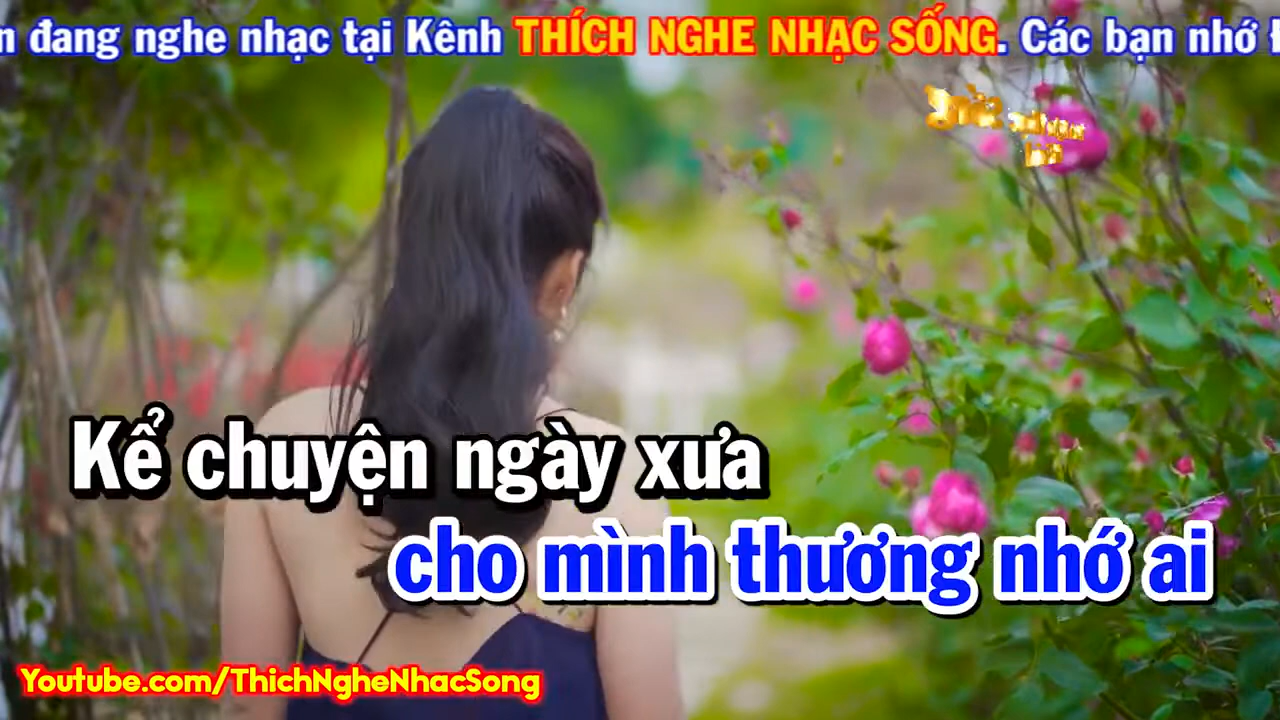 đang nghe nhạc tại Kênh THÍCH NGHE NHẠC SỐNG. Các bạn nhớ
Kể chuyện ngày xưa
cho mình thương nhớ ai
Youtube.com/ThichNgheNhacSong